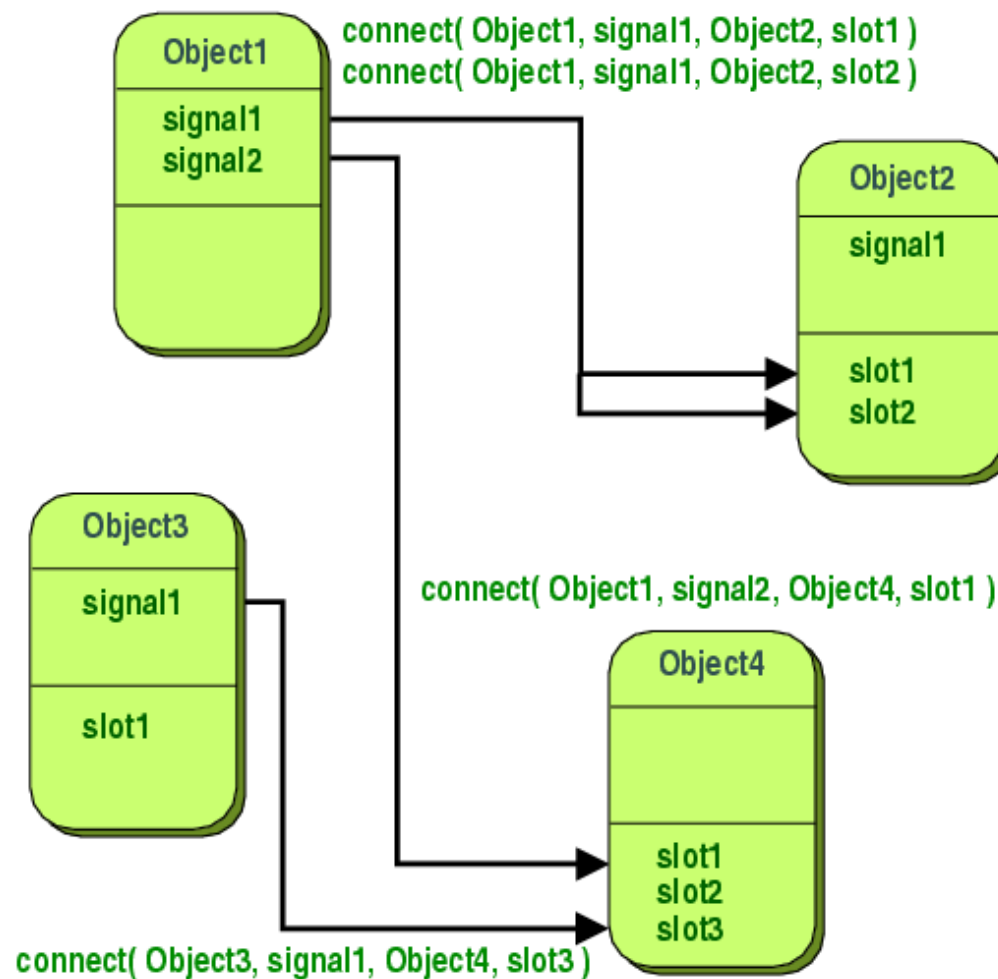 Object1
signal1
signal2
connect( Object1, signal1, Object2, slot1 )
connect( Object1, signal1, Object2, slot2 )
Object2
signal1
slot1
slot2
Object3
signal1
slot1
connect( Object1, signal2, Object4, slot1 )
Object4
slot1
slot2
slot3
connect( Object3, signal1, Object4, slot3 )